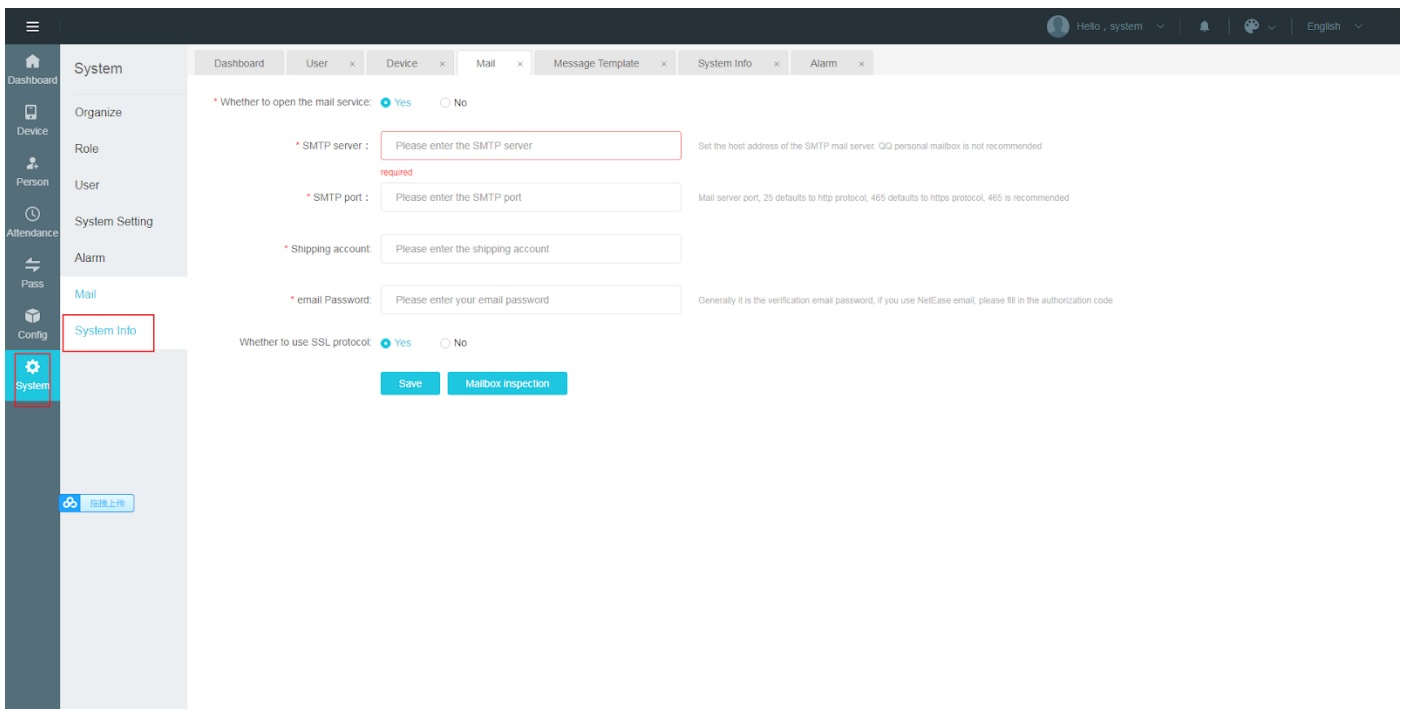 Hello , system
English
Dashboard
Device
Person
Attendance
Pass
Config
System
System
Organize
Role
User
System Setting
Alarm
Mail
System Info
拖拽上传
Dashboard
User ×
Device ×
Mail ×
Message Template ×
System Info ×
Alarm ×
* Whether to open the mail service: Yes No
* SMTP server : Please enter the SMTP server Set the host address of the SMTP mail server. QQ personal mailbox is not recommended
required
* SMTP port : Please enter the SMTP port Mail server port, 25 defaults to http protocol, 465 defaults to https protocol, 465 is recommended
* Shipping account: Please enter the shipping account
* email Password: Please enter your email password Generally it is the verification email password, if you use NetEase email, please fill in the authorization code
Whether to use SSL protocol: Yes No
Save Mailbox inspection